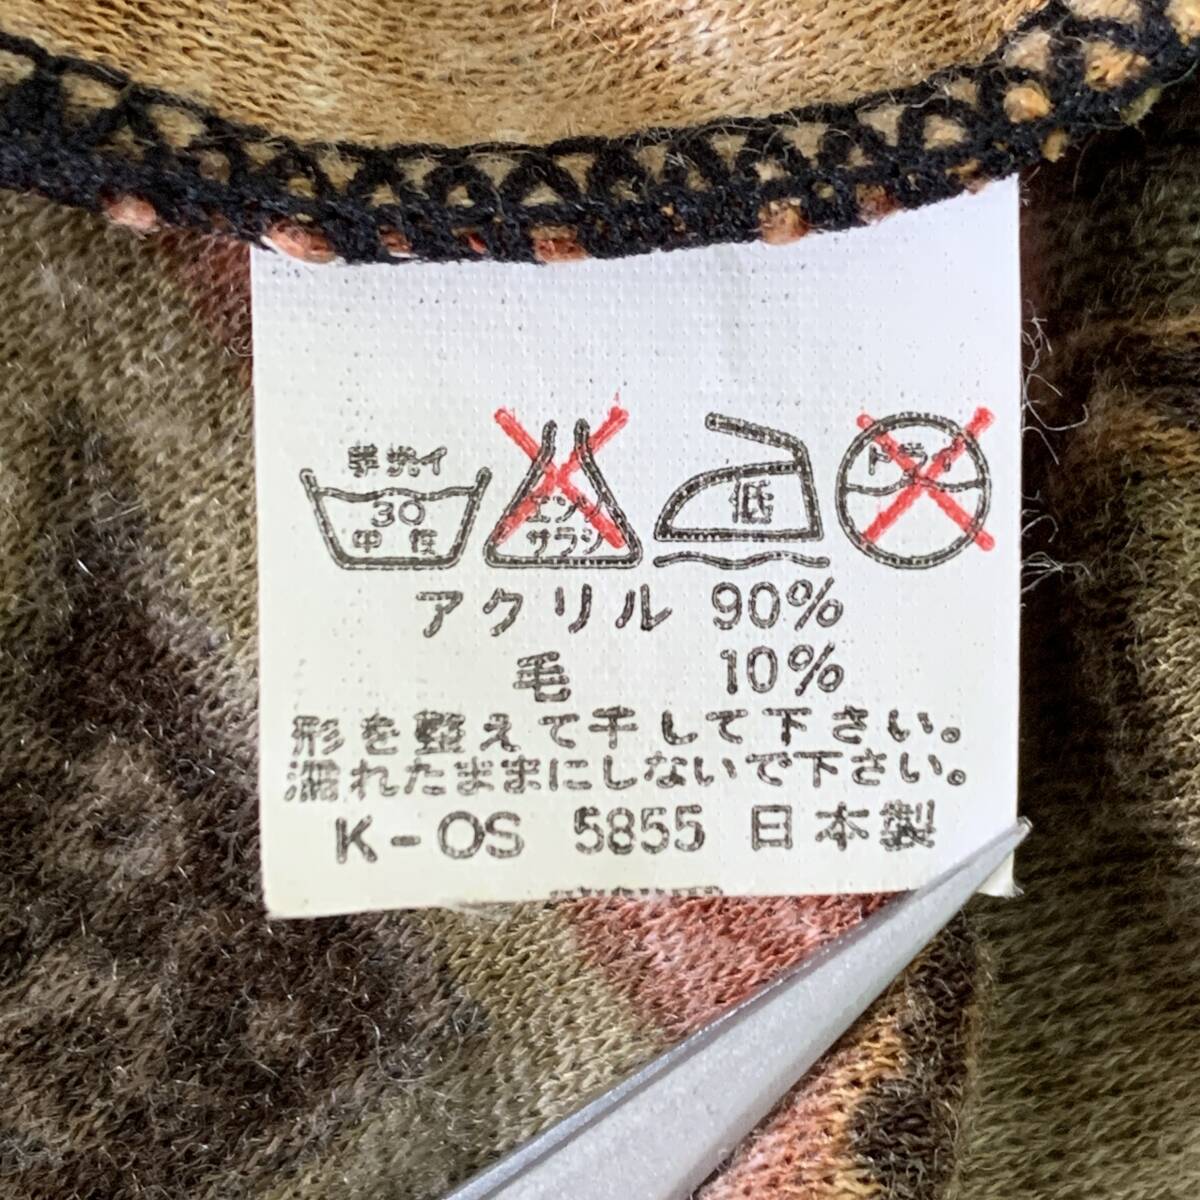 手洗イ
30
中性
エンソ
サラシ
低
ドライ
アクリル 90%
毛 10%
形を整えて干して下さい。
濡れたままにしないで下さい。
K-OS 5855 日本製